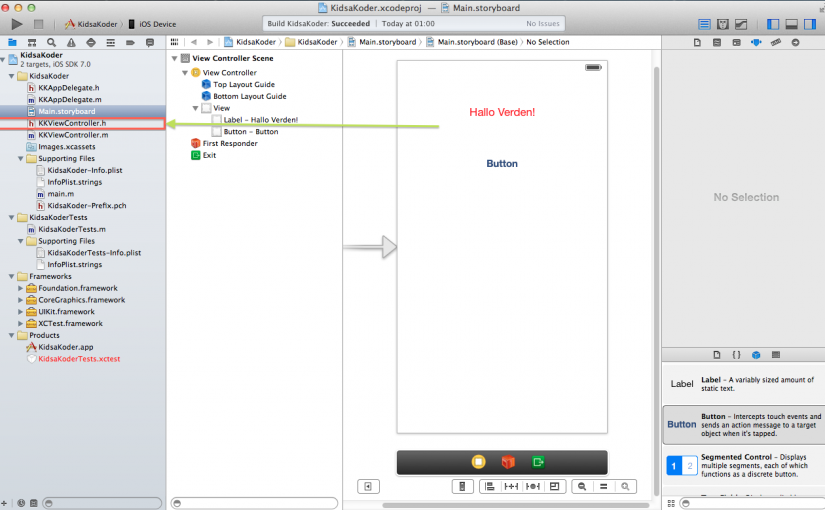 KidsaKoder.xcodeproj — Main.storyboard
KidsaKoder iOS Device
Build KidsaKoder: Succeeded Today at 01:00
No Issues
KidsaKoder KidsaKoder Main.storyboard Main.storyboard (Base) No Selection
KidsaKoder
2 targets, iOS SDK 7.0
KidsaKoder
KKAppDelegate.h
KKAppDelegate.m
Main.storyboard
KKViewController.h
KKViewController.m
Images.xcassets
Supporting Files
KidsaKoder-Info.plist
InfoPlist.strings
main.m
KidsaKoder-Prefix.pch
KidsaKoderTests
KidsaKoderTests.m
Supporting Files
KidsaKoderTests-Info.plist
InfoPlist.strings
Frameworks
Foundation.framework
CoreGraphics.framework
UIKit.framework
XCTest.framework
Products
KidsaKoder.app
KidsaKoderTests.xctest
View Controller Scene
View Controller
Top Layout Guide
Bottom Layout Guide
View
Label - Hallo Verden!
Button - Button
First Responder
Exit
Hallo Verden!
Button
No Selection
Label
Label - A variably sized amount of
static text.
Button
Button - Intercepts touch events and
sends an action message to a target
object when it's tapped.
1 2
Segmented Control - Displays
multiple segments, each of which
functions as a discrete button.